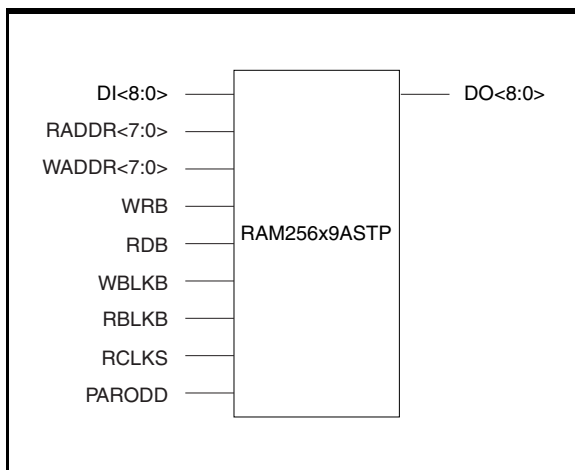 DI<8:0>
DO<8:0>
RADDR<7:0>
WADDR<7:0>
WRB
RAM256x9ASTP
RDB
WBLKB
RBLKB
RCLKS
PARODD